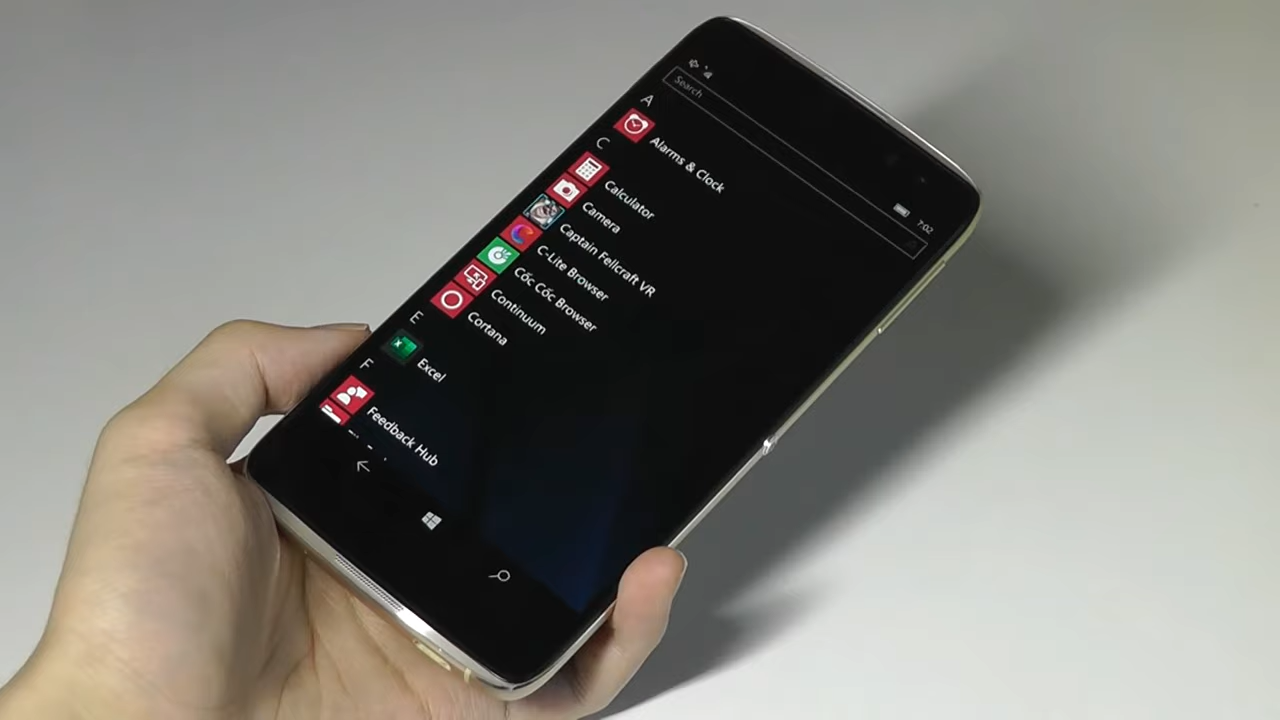 Search
7:02
A
Alarms & Clock
C
Calculator
Camera
Captain Fellcraft VR
C-Lite Browser
Cốc Cốc Browser
Continuum
Cortana
E
Excel
F
Feedback Hub